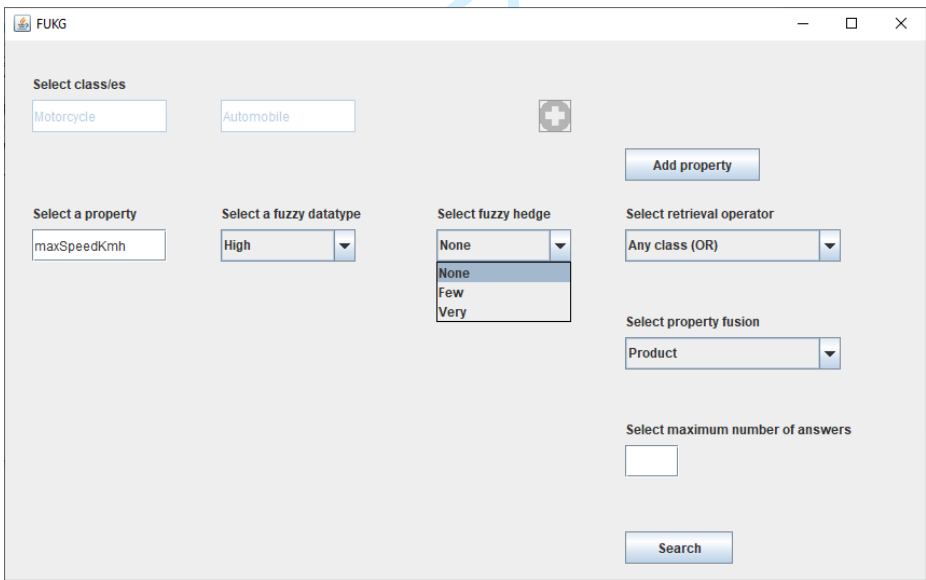 FUKG
Select class/es
Motorcycle Automobile
Add property
Select a property Select a fuzzy datatype Select fuzzy hedge Select retrieval operator
maxSpeedKmh High None Any class (OR)
None
Few
Very
Select property fusion
Product
Select maximum number of answers
Search